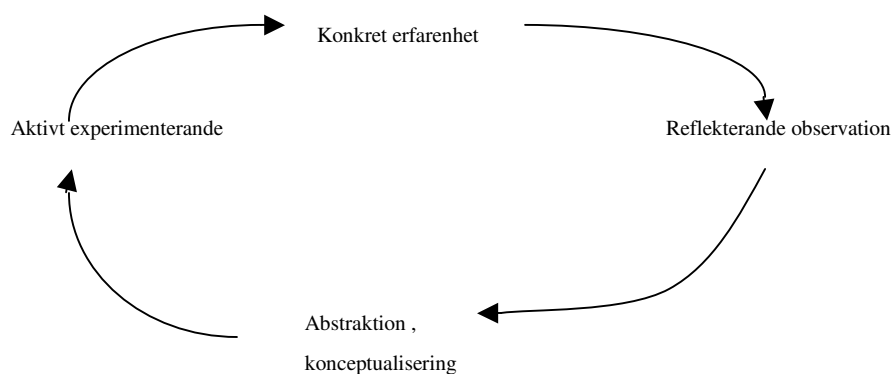 Konkret erfarenhet
Aktivt experimenterande
Reflekterande observation
Abstraktion ,
konceptualisering